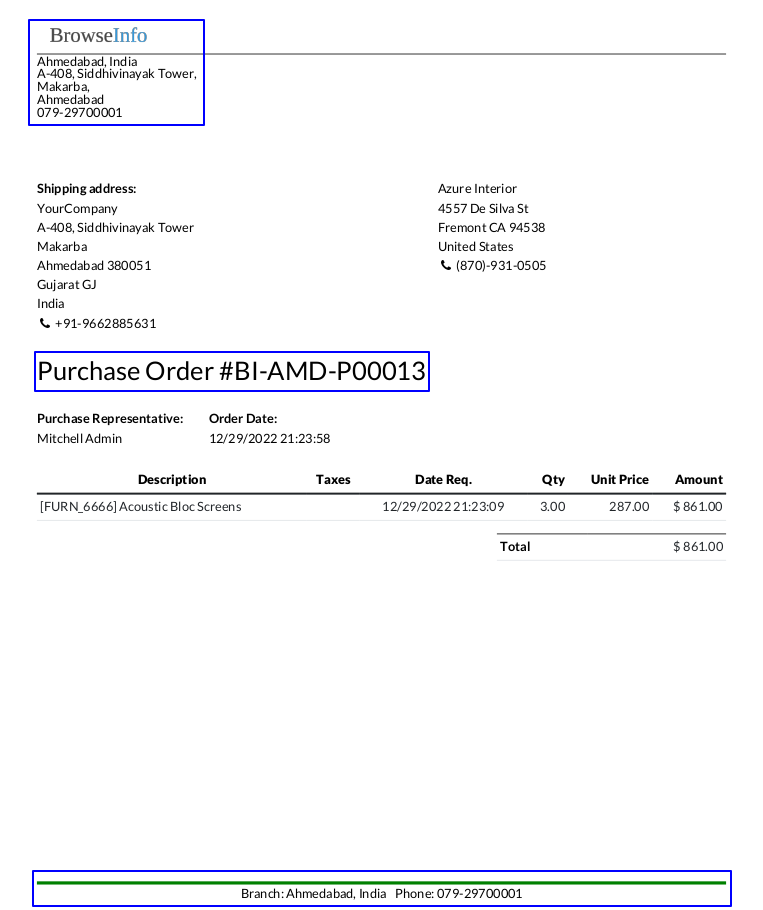 BrowseInfo
Ahmedabad, India
A-408, Siddhivinayak Tower,
Makarba,
Ahmedabad
079-29700001
Shipping address:
YourCompany
A-408, Siddhivinayak Tower
Makarba
Ahmedabad 380051
Gujarat GJ
India
+91-9662885631
Azure Interior
4557 De Silva St
Fremont CA 94538
United States
(870)-931-0505
Purchase Order #BI-AMD-P00013
Purchase Representative: Order Date:
Mitchell Admin 12/29/2022 21:23:58
Description Taxes Date Req. Qty Unit Price Amount
[FURN_6666] Acoustic Bloc Screens 12/29/2022 21:23:09 3.00 287.00 $ 861.00
Total $ 861.00
Branch: Ahmedabad, India Phone: 079-29700001